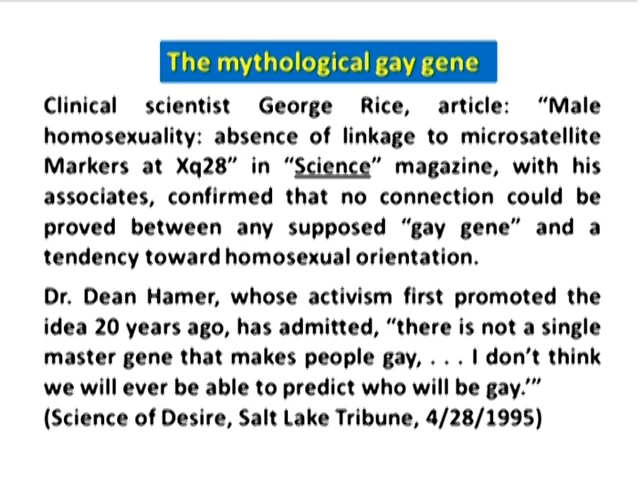 The mythological gay gene
Clinical scientist George Rice, article: "Male
homosexuality: absence of linkage to microsatellite
Markers at Xq28" in "Science" magazine, with his
associates, confirmed that no connection could be
proved between any supposed "gay gene" and a
tendency toward homosexual orientation.
Dr. Dean Hamer, whose activism first promoted the
idea 20 years ago, has admitted, "there is not a single
master gene that makes people gay, . . . I don't think
we will ever be able to predict who will be gay.'"
(Science of Desire, Salt Lake Tribune, 4/28/1995)